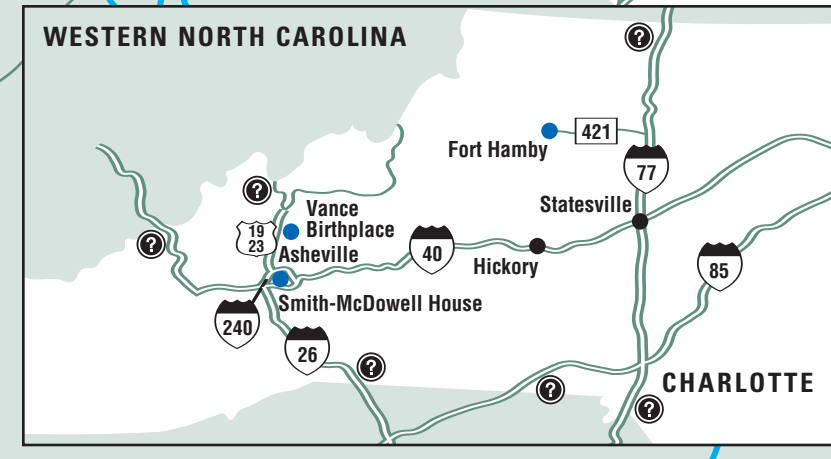 WESTERN NORTH CAROLINA
?
421
Fort Hamby
77
?
Vance
Birthplace
Statesville
19
23
?
Asheville
40
Hickory
85
Smith-McDowell House
240
26
?
?
CHARLOTTE
?